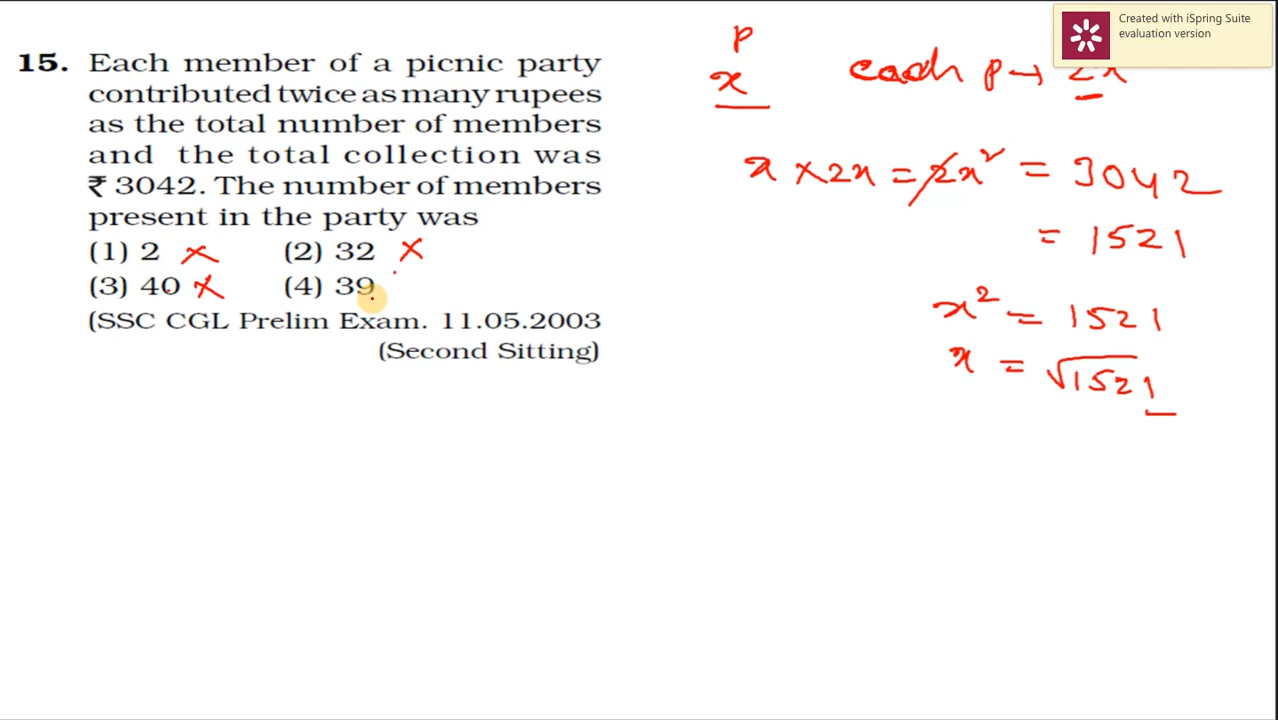 15. Each member of a picnic party
contributed twice as many rupees
as the total number of members
and the total collection was
₹ 3042. The number of members
present in the party was
(1) 2 × (2) 32 ×
(3) 40 × (4) 39
(SSC CGL Prelim Exam. 11.05.2003
(Second Sitting)
P
x
each P → 2x
x × 2x = 2x² = 3042
= 1521
x² = 1521
x = √1521
Created with iSpring Suite
evaluation version